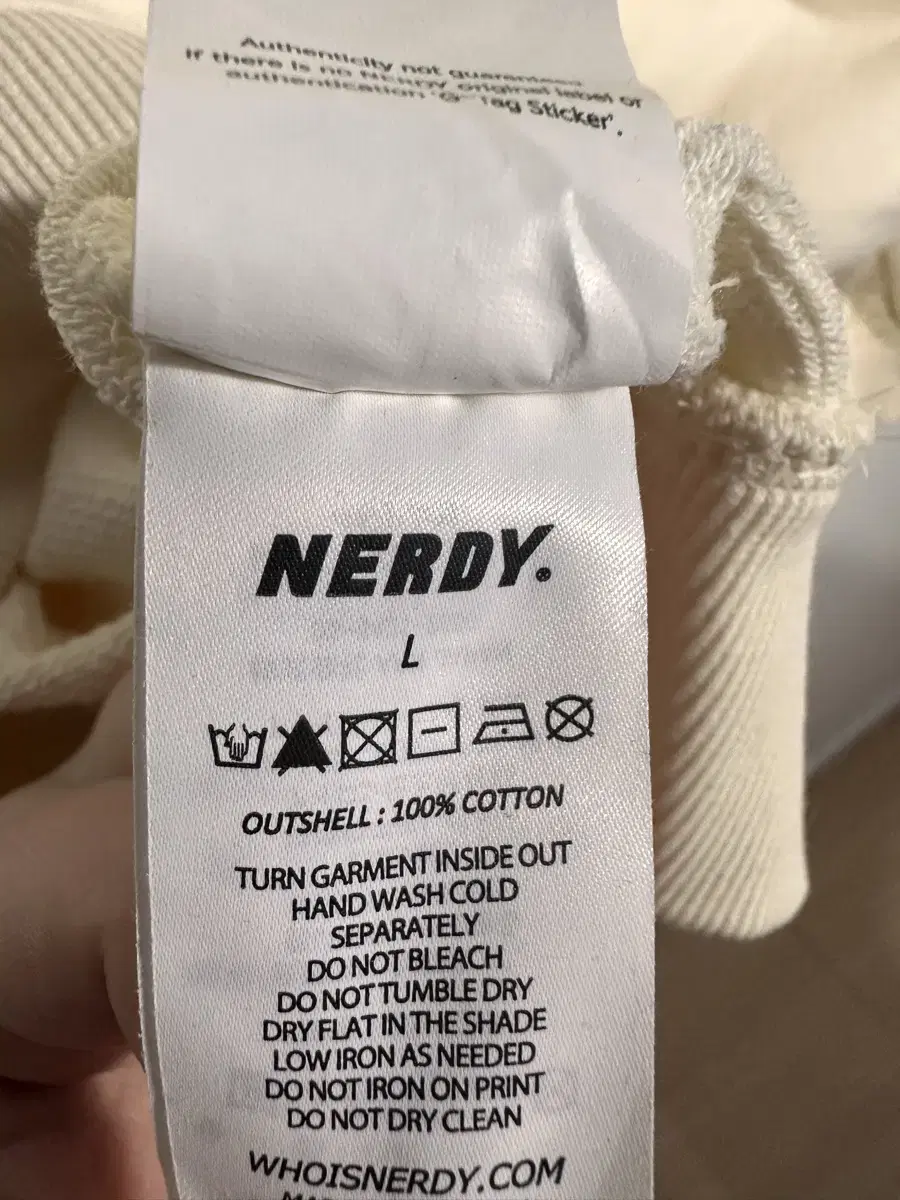 Authenticity not guaranteed
If there is no NERDY original label or
authentication 'G-Tag Sticker'.
NERDY.
L
OUTSHELL : 100% COTTON
TURN GARMENT INSIDE OUT
HAND WASH COLD
SEPARATELY
DO NOT BLEACH
DO NOT TUMBLE DRY
DRY FLAT IN THE SHADE
LOW IRON AS NEEDED
DO NOT IRON ON PRINT
DO NOT DRY CLEAN
WHOISNERDY.COM